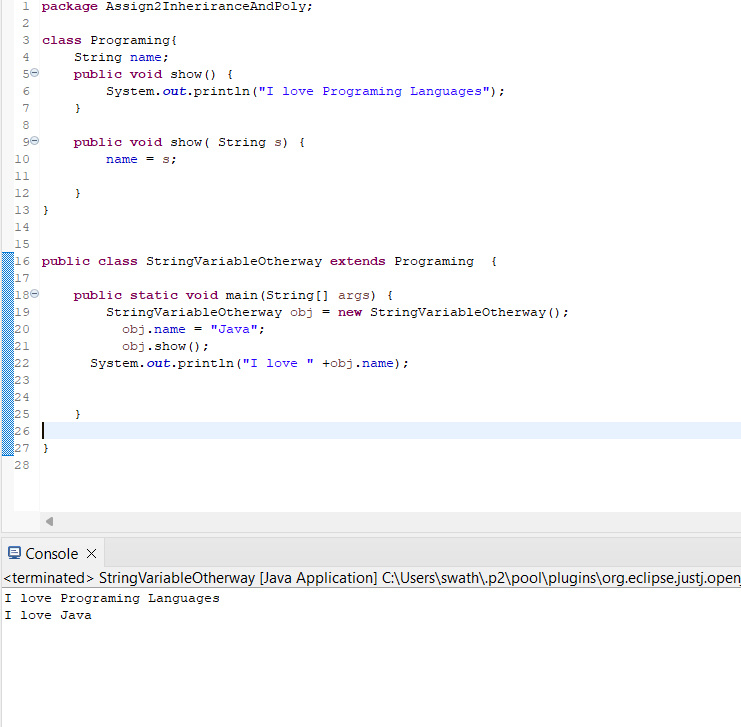 1 package Assign2InheriranceAndPoly;
2
3 class Programing{
4 String name;
5 public void show() {
6 System.out.println("I love Programing Languages");
7 }
8
9 public void show( String s) {
10 name = s;
11
12 }
13 }
14
15
16 public class StringVariableOtherway extends Programing {
17
18 public static void main(String[] args) {
19 StringVariableOtherway obj = new StringVariableOtherway();
20 obj.name = "Java";
21 obj.show();
22 System.out.println("I love " +obj.name);
23
24
25 }
26
27 }
28
Console
<terminated> StringVariableOtherway [Java Application] C:\Users\swath\.p2\pool\plugins\org.eclipse.justj.openj
I love Programing Languages
I love Java